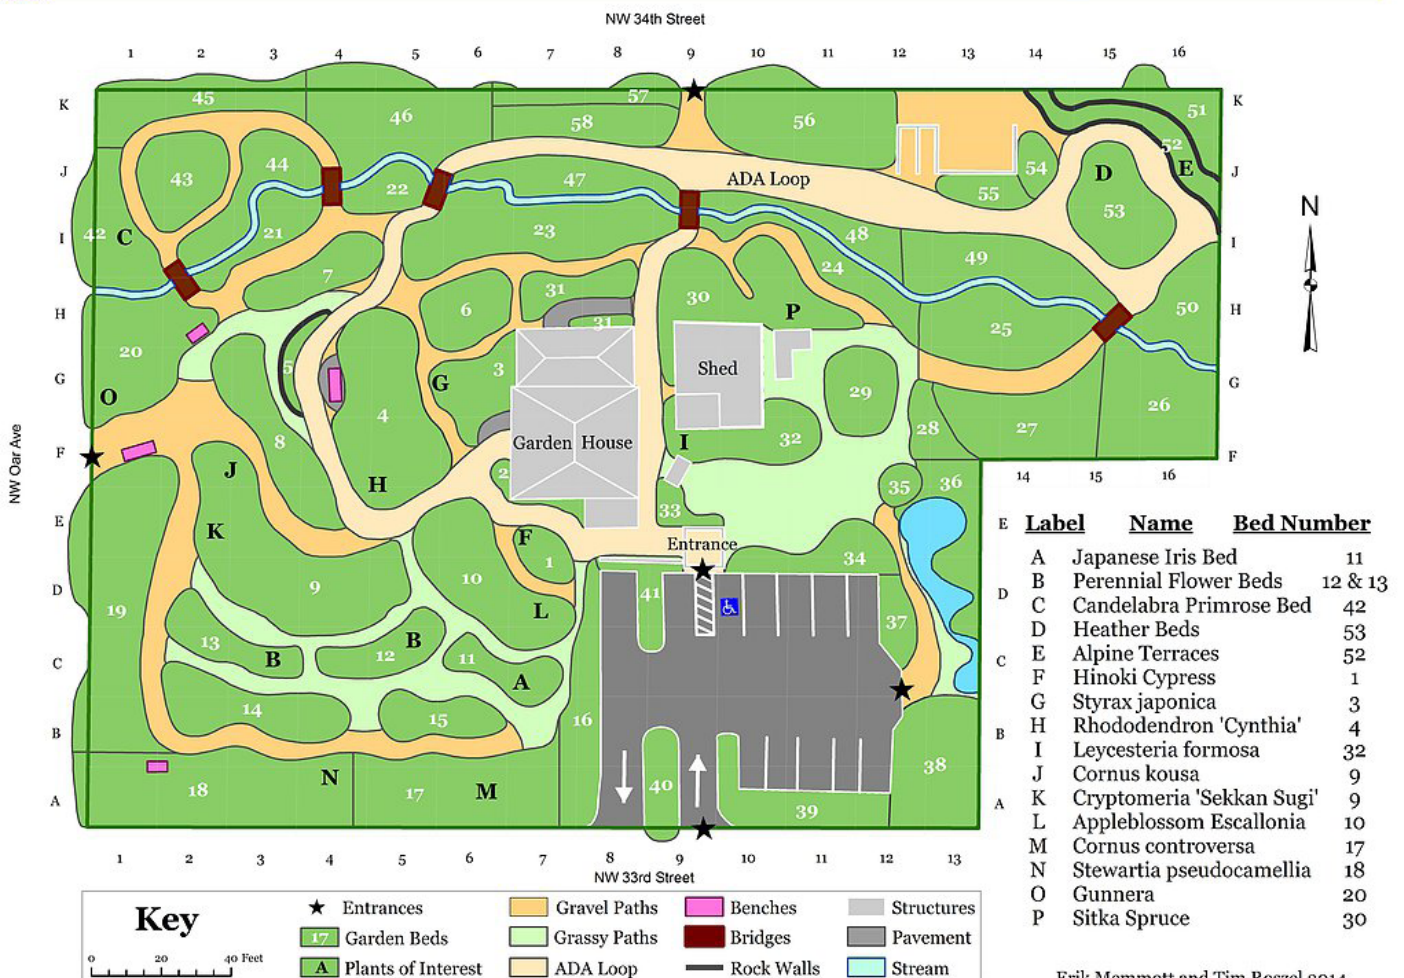 NW 34th Street
1 2 3 4 5 6 7 8 9 10 11 12 13 14 15 16
K 45 46 57 58 56 51 K
52
J 43 44 22 47 ADA Loop 54 55 D E J
42 C 21 23 48 53 I
I 7 24 49
H 6 31 30 P 25 50 H
31
20 5 3 Shed
G O 4 G 29 26 G
8 Garden House I 32 28 27
F J H 2 F
14 15 16
NW Oar Ave
N
E K 33 35 36 E
F Entrance
1 34
D 19 9 10 41 37 D
L
13 B 12 B 11 A
C C
14 15 16
B B
38
18 N 17 M 40 39
A A
1 2 3 4 5 6 7 8 9 10 11 12 13
NW 33rd Street
Label Name Bed Number
A Japanese Iris Bed 11
B Perennial Flower Beds 12 & 13
C Candelabra Primrose Bed 42
D Heather Beds 53
E Alpine Terraces 52
F Hinoki Cypress 1
G Styrax japonica 3
H Rhododendron 'Cynthia' 4
I Leycesteria formosa 32
J Cornus kousa 9
K Cryptomeria 'Sekkan Sugi' 9
L Appleblossom Escallonia 10
M Cornus controversa 17
N Stewartia pseudocamellia 18
O Gunnera 20
P Sitka Spruce 30
Key
0 20 40 Feet
Entrances
17 Garden Beds
A Plants of Interest
Gravel Paths
Grassy Paths
ADA Loop
Benches
Bridges
Rock Walls
Structures
Pavement
Stream